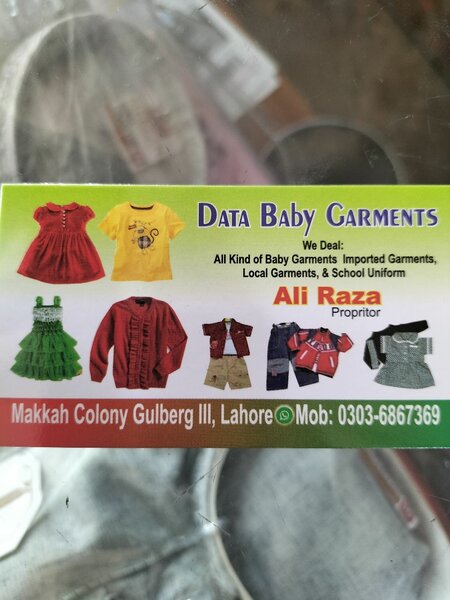 DATA BABY GARMENTS
We Deal:
All Kind of Baby Garments Imported Garments,
Local Garments, & School Uniform
Ali Raza
Propritor
Makkah Colony Gulberg III, Lahore Mob: 0303-6867369